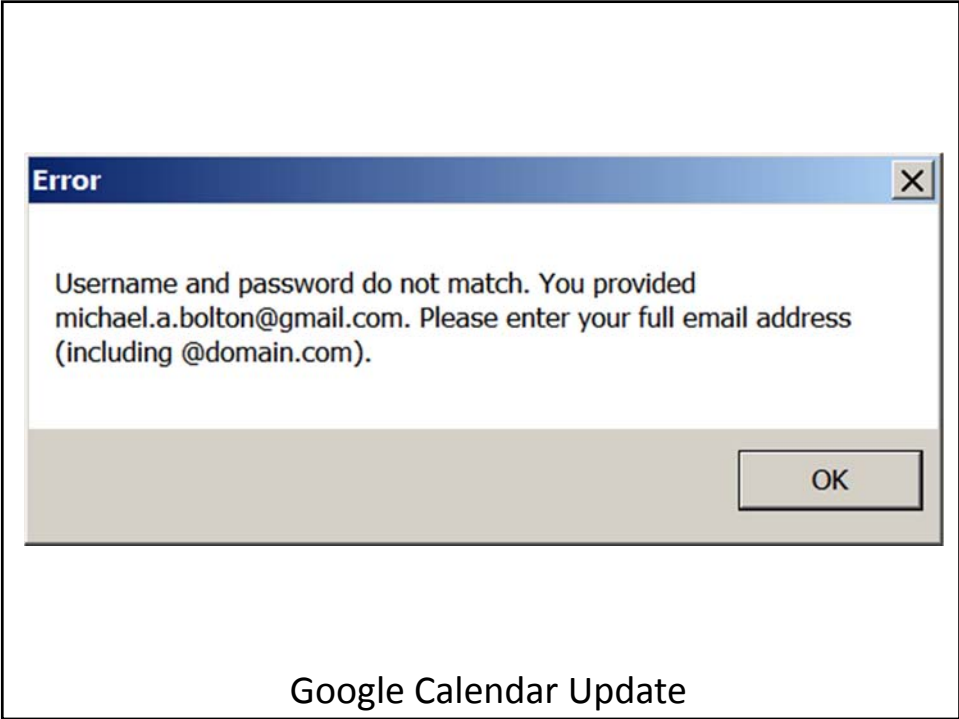 Error
Username and password do not match. You provided
michael.a.bolton@gmail.com. Please enter your full email address
(including @domain.com).
OK
Google Calendar Update